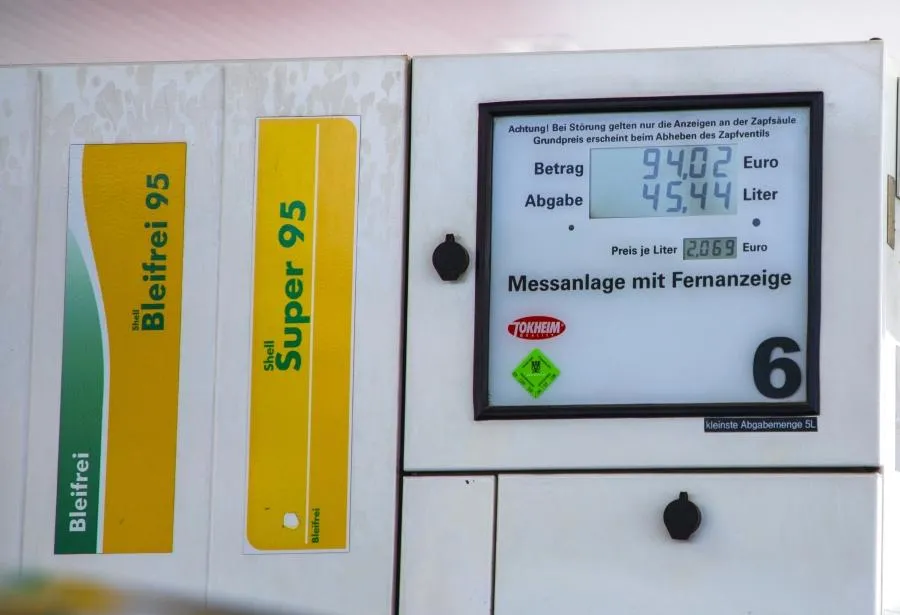 Shell
Bleifrei 95
Bleifrei
Shell
Super 95
Bleifrei
Achtung! Bei Störung gelten nur die Anzeigen an der Zapfsäule
Grundpreis erscheint beim Abheben des Zapfventils
Betrag 94,02 Euro
Abgabe 45,44 Liter
Preis je Liter 2,069 Euro
Messanlage mit Fernanzeige
TOKHEIM
6
kleinste Abgabemenge 5L